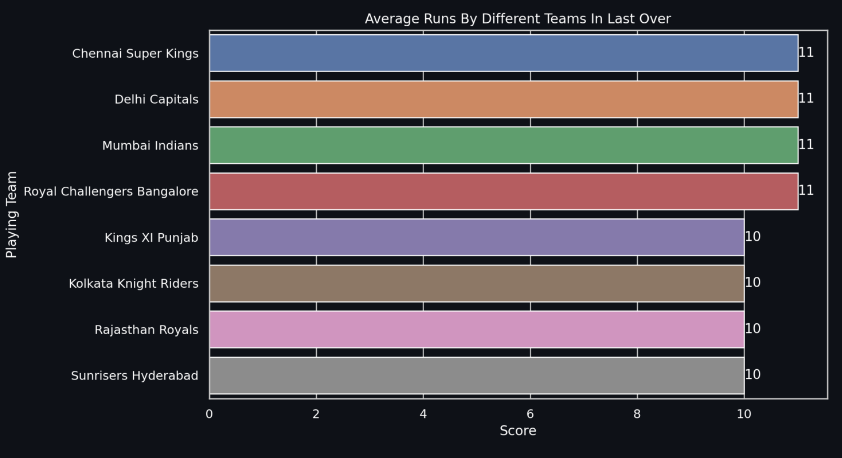 Average Runs By Different Teams In Last Over
Playing Team
Chennai Super Kings 11
Delhi Capitals 11
Mumbai Indians 11
Royal Challengers Bangalore 11
Kings XI Punjab 10
Kolkata Knight Riders 10
Rajasthan Royals 10
Sunrisers Hyderabad 10
0 2 4 6 8 10
Score